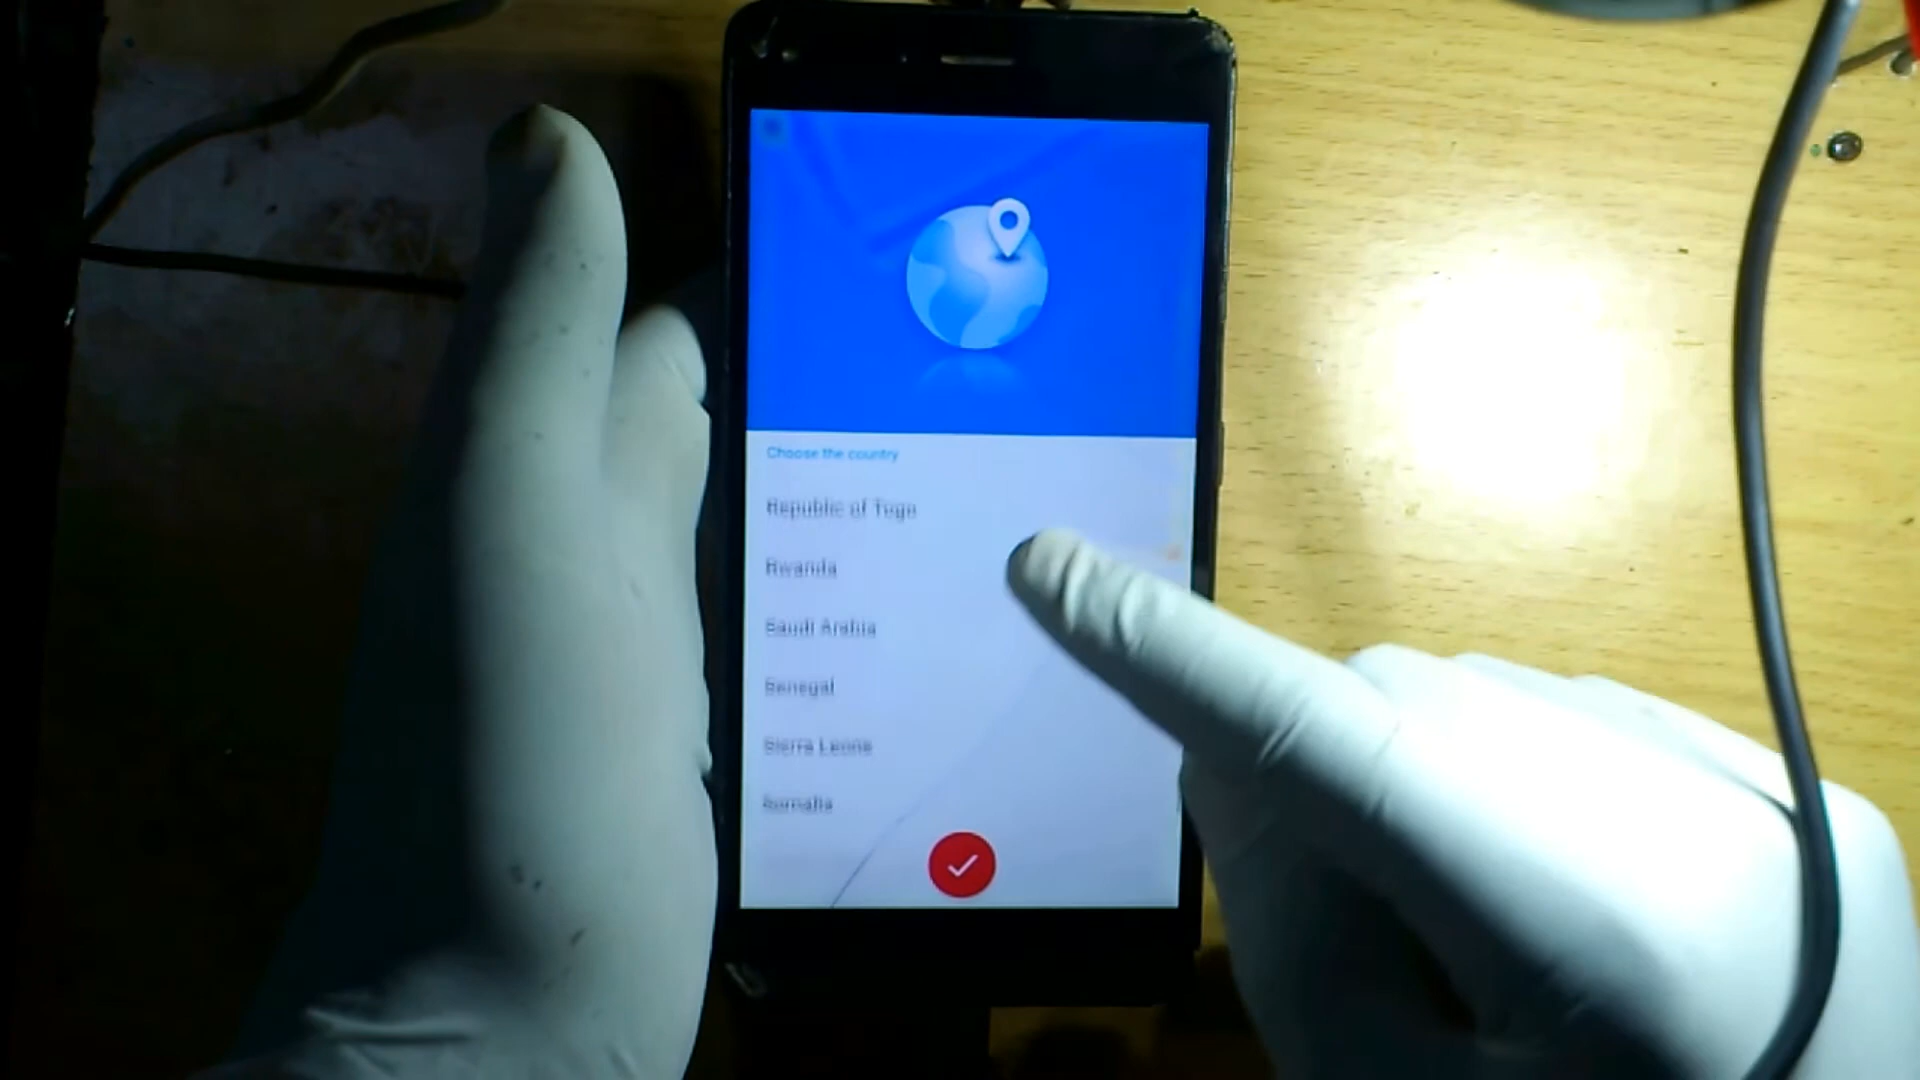 Choose the country
Republic of Togo
Rwanda
Saudi Arabia
Senegal
Sierra Leone
Somalia